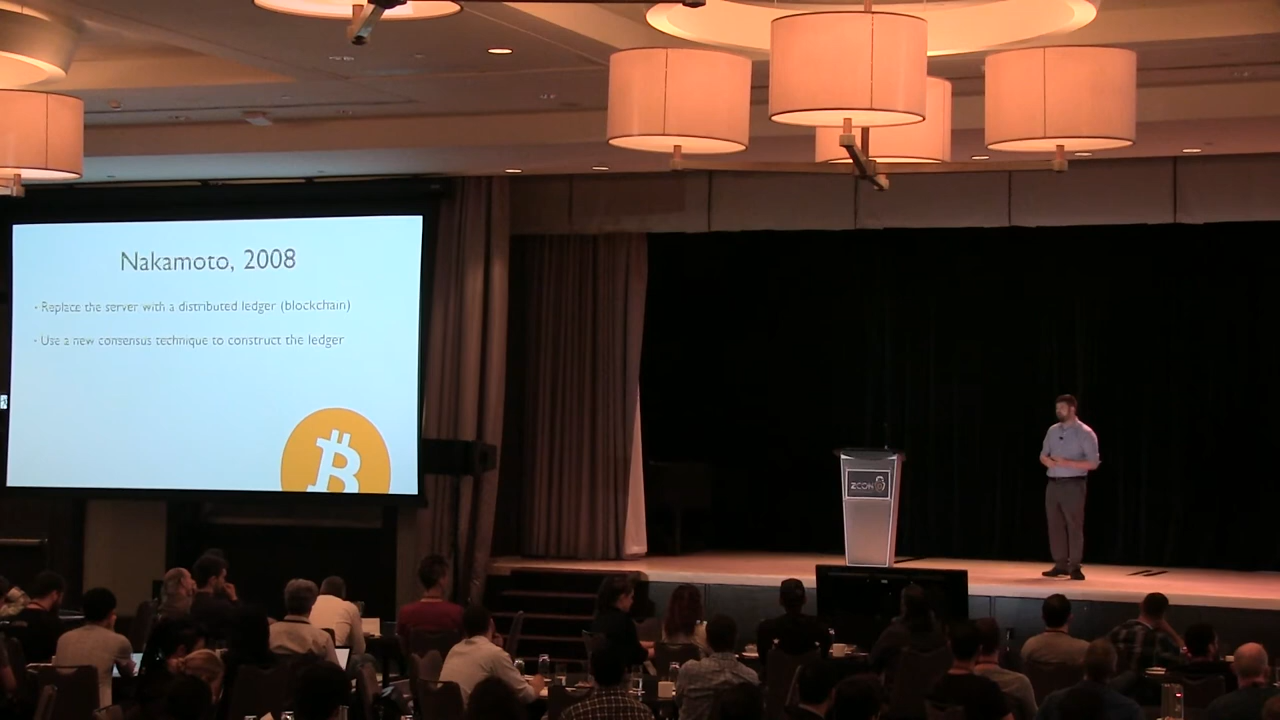 Nakamoto, 2008
• Replace the server with a distributed ledger (blockchain)
• Use a new consensus technique to construct the ledger
ZCON